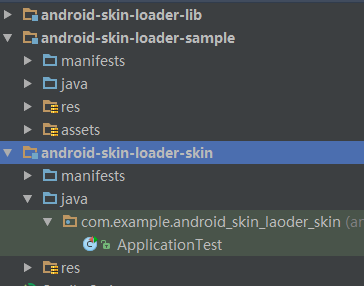 android-skin-loader-lib
android-skin-loader-sample
manifests
java
res
assets
android-skin-loader-skin
manifests
java
com.example.android_skin_laoder_skin (an
ApplicationTest
res